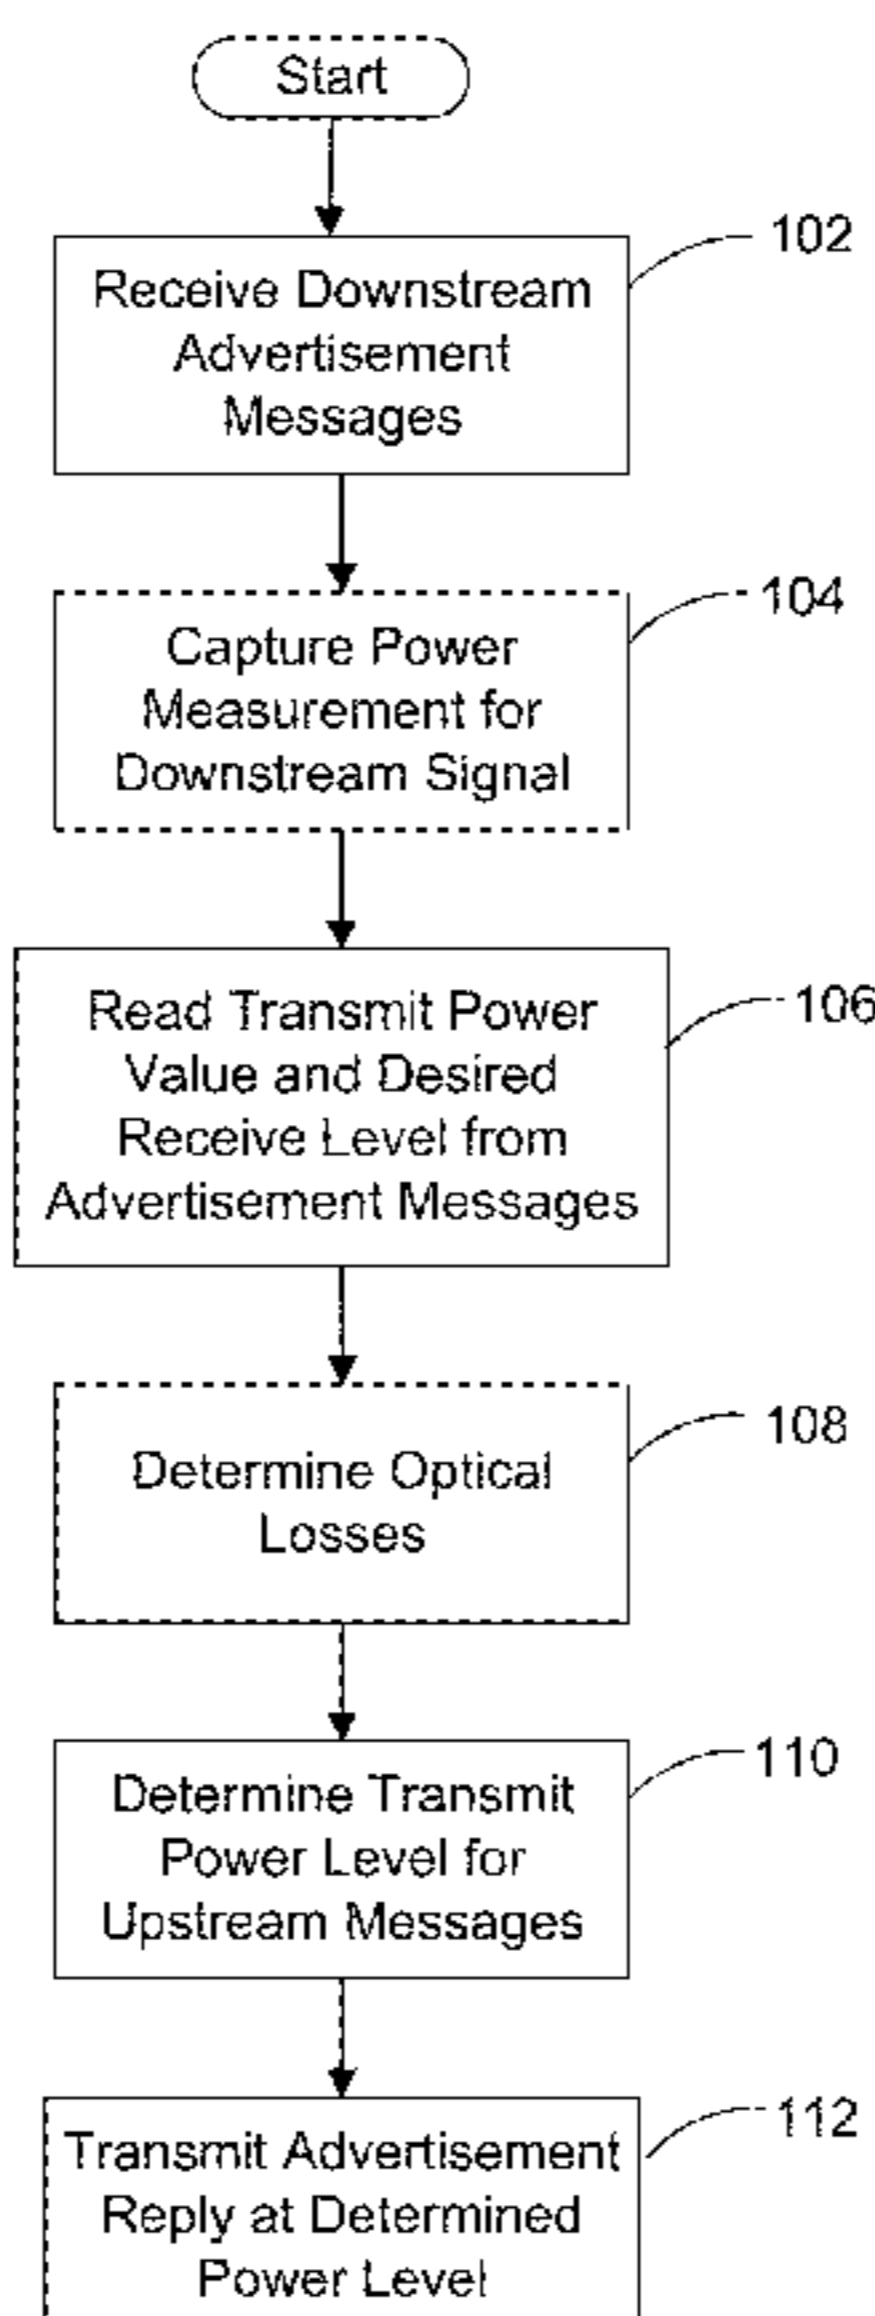 Start
102
Receive Downstream
Advertisement
Messages
104
Capture Power
Measurement for
Downstream Signal
106
Read Transmit Power
Value and Desired
Receive Level from
Advertisement Messages
108
Determine Optical
Losses
110
Determine Transmit
Power Level for
Upstream Messages
112
Transmit Advertisement
Reply at Determined
Power Level